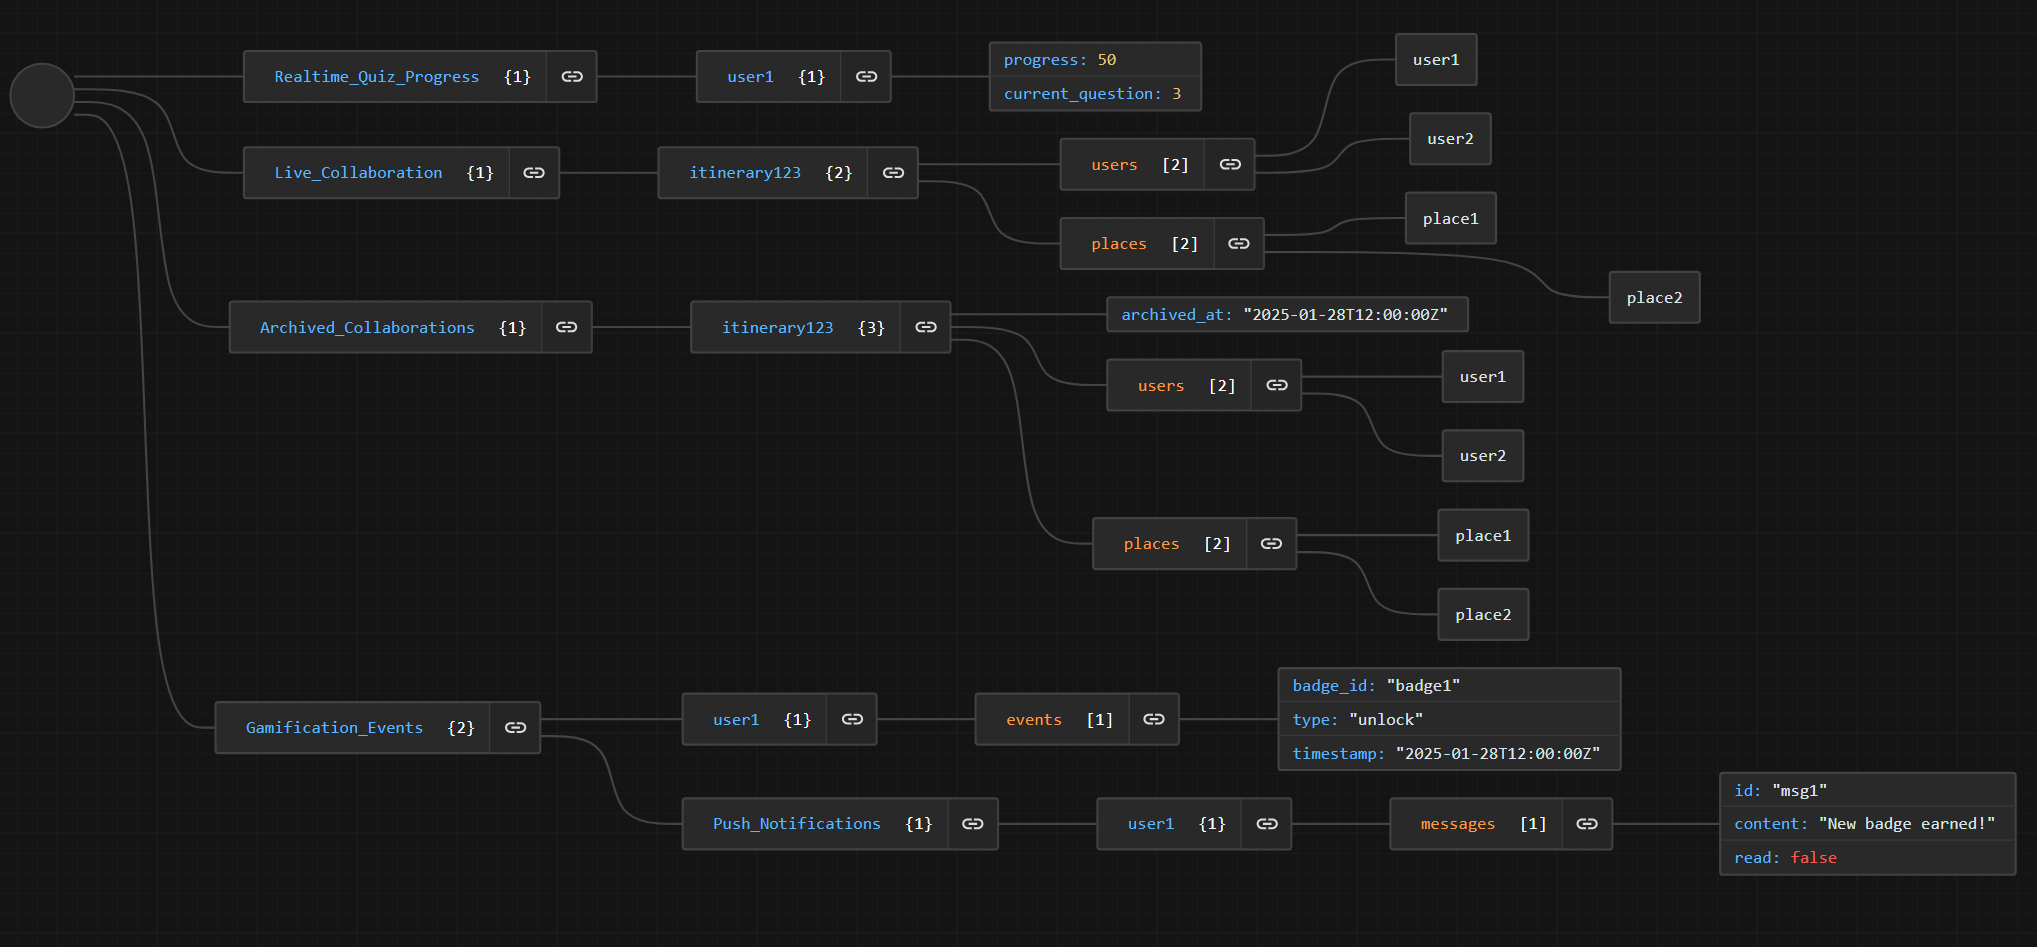 Realtime_Quiz_Progress {1}
user1 {1}
progress: 50
current_question: 3
Live_Collaboration {1}
itinerary123 {2}
users [2]
user1
user2
places [2]
place1
place2
Archived_Collaborations {1}
itinerary123 {3}
archived_at: "2025-01-28T12:00:00Z"
users [2]
user1
user2
places [2]
place1
place2
Gamification_Events {2}
user1 {1}
events [1]
badge_id: "badge1"
type: "unlock"
timestamp: "2025-01-28T12:00:00Z"
Push_Notifications {1}
user1 {1}
messages [1]
id: "msg1"
content: "New badge earned!"
read: false